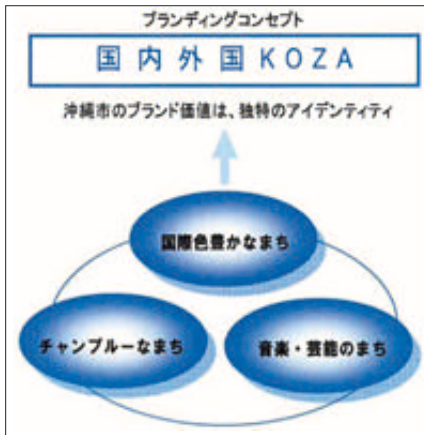 ブランディングコンセプト
国内外国KOZA
沖縄市のブランド価値は、独特のアイデンティティ
国際色豊かなまち
チャンプルーなまち
音楽・芸能のまち